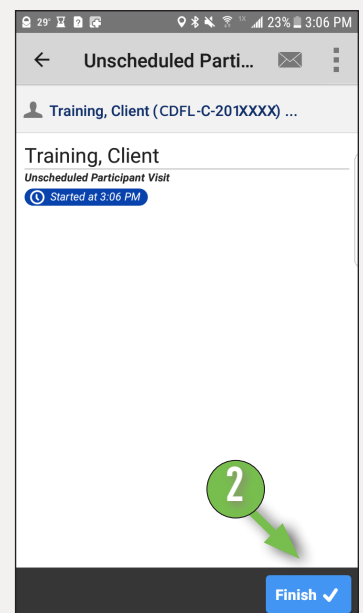 29° 1X 23% 3:06 PM
Unscheduled Parti...
Training, Client (CDFL-C-201XXXX) ...
Training, Client
Unscheduled Participant Visit
Started at 3:06 PM
2
Finish